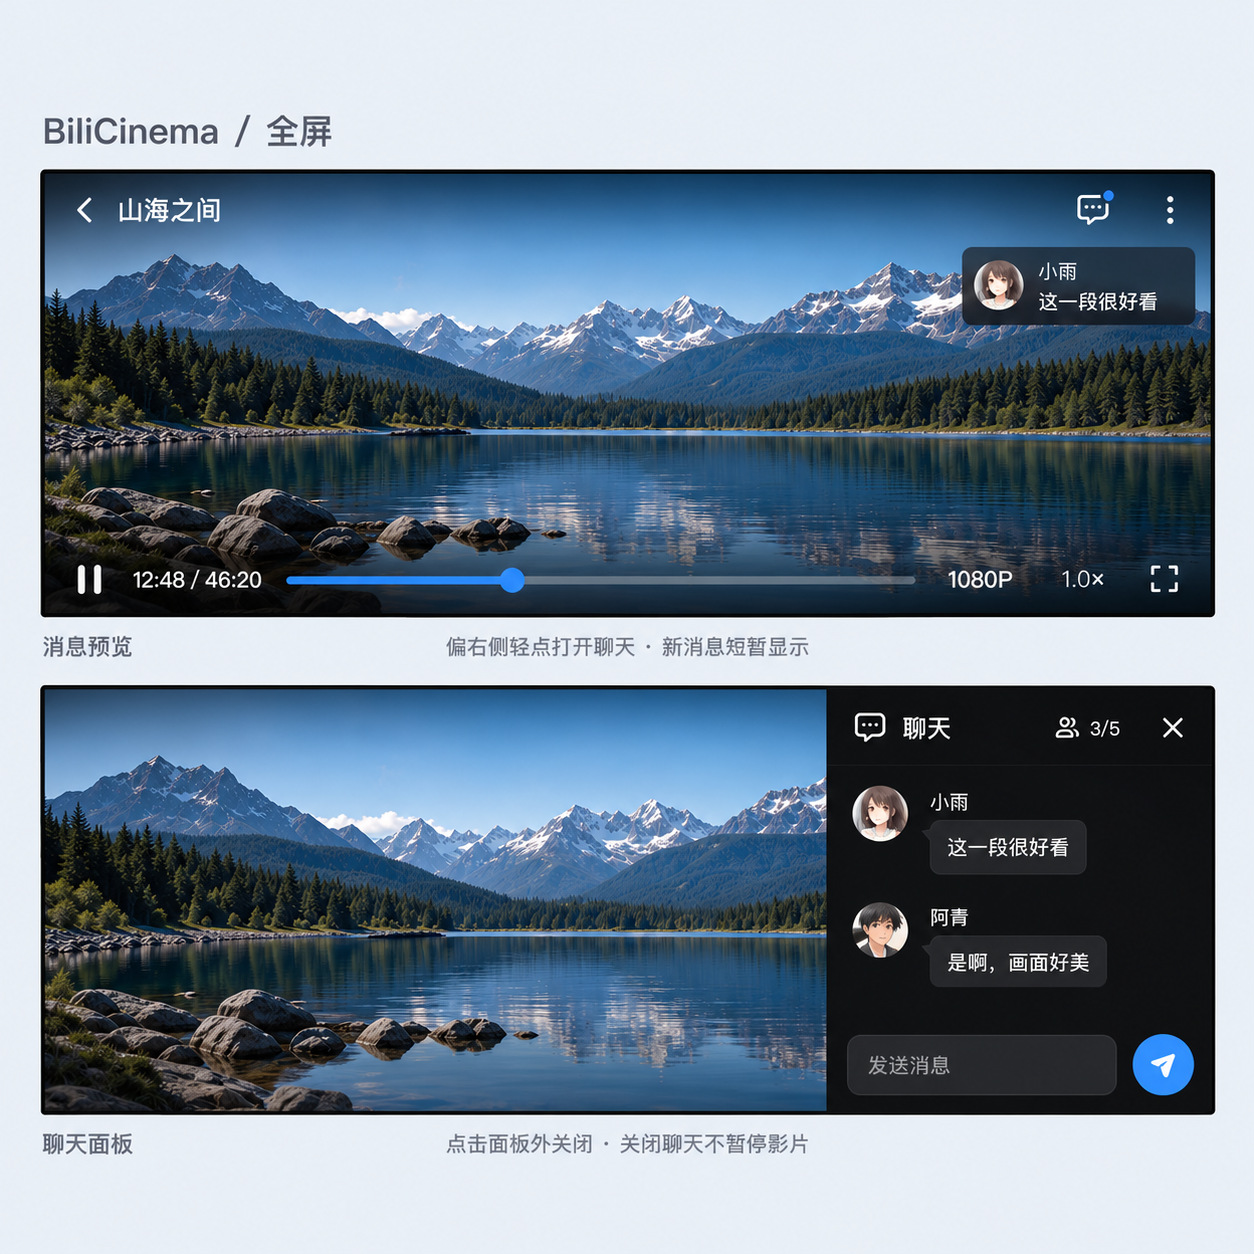 BiliCinema / 全屏
山海之间
小雨
这一段很好看
12:48 / 46:20 1080P 1.0×
消息预览 偏右侧轻点打开聊天 · 新消息短暂显示
聊天 3/5
小雨
这一段很好看
阿青
是啊，画面好美
发送消息
聊天面板 点击面板外关闭 · 关闭聊天不暂停影片